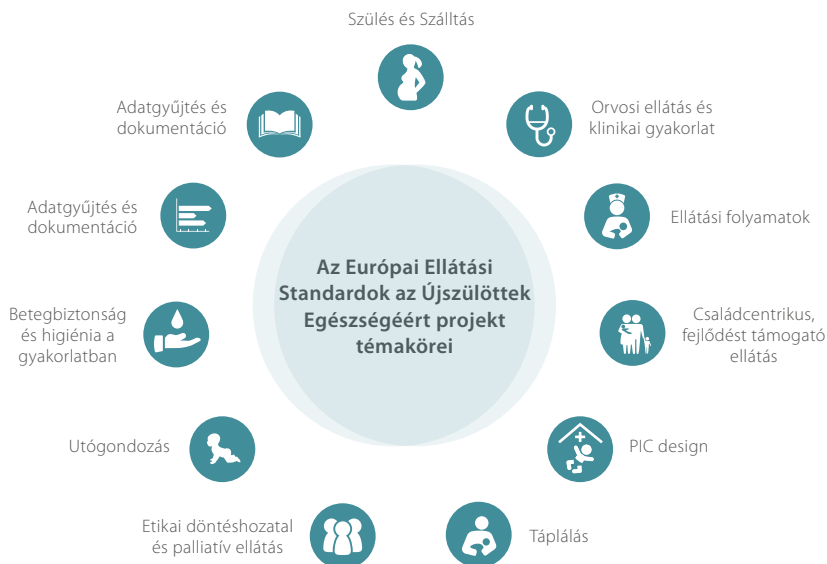 Szülés és Szálltás
Orvosi ellátás és
klinikai gyakorlat
Ellátási folyamatok
Családcentrikus,
fejlődést támogató
ellátás
PIC design
Táplálás
Etikai döntéshozatal
és palliatív ellátás
Utógondozás
Betegbiztonság
és higiénia a
gyakorlatban
Adatgyűjtés és
dokumentáció
Adatgyűjtés és
dokumentáció
Az Európai Ellátási
Standardok az Újszülöttek
Egészségéért projekt
témakörei